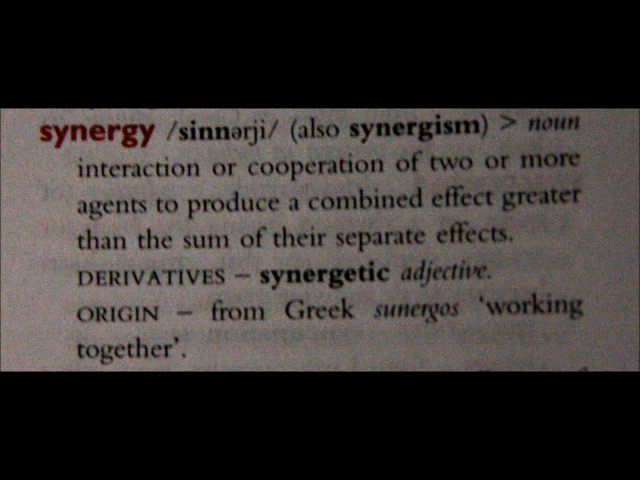 synergy /sinnərji/ (also synergism) > noun
interaction or cooperation of two or more
agents to produce a combined effect greater
than the sum of their separate effects.
DERIVATIVES – synergetic adjective.
ORIGIN – from Greek sunergos ‘working
together’.